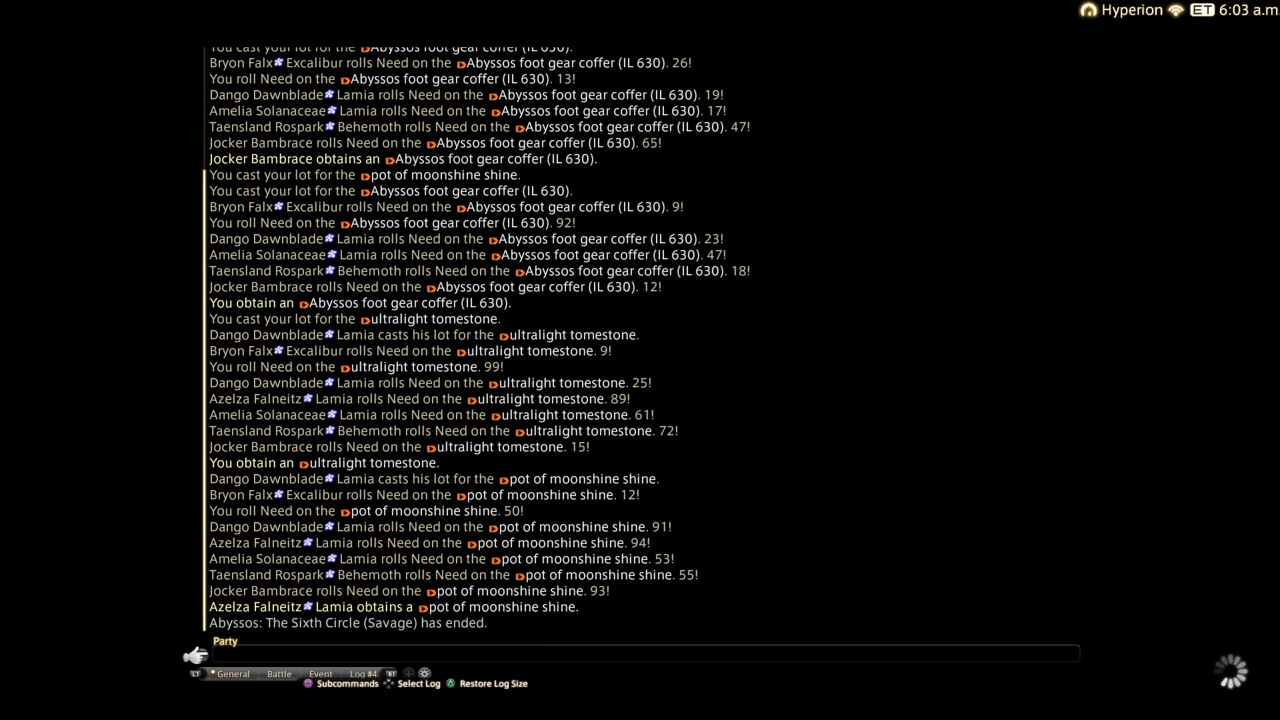 Hyperion ET 6:03 a.m
You cast your lot for the Abyssos foot gear coffer (IL 630).
Bryon Falx Excalibur rolls Need on the Abyssos foot gear coffer (IL 630). 26!
You roll Need on the Abyssos foot gear coffer (IL 630). 13!
Dango Dawnblade Lamia rolls Need on the Abyssos foot gear coffer (IL 630). 19!
Amelia Solanaceae Lamia rolls Need on the Abyssos foot gear coffer (IL 630). 17!
Taensland Rospark Behemoth rolls Need on the Abyssos foot gear coffer (IL 630). 47!
Jocker Bambrace rolls Need on the Abyssos foot gear coffer (IL 630). 65!
Jocker Bambrace obtains an Abyssos foot gear coffer (IL 630).
You cast your lot for the pot of moonshine shine.
You cast your lot for the Abyssos foot gear coffer (IL 630).
Bryon Falx Excalibur rolls Need on the Abyssos foot gear coffer (IL 630). 9!
You roll Need on the Abyssos foot gear coffer (IL 630). 92!
Dango Dawnblade Lamia rolls Need on the Abyssos foot gear coffer (IL 630). 23!
Amelia Solanaceae Lamia rolls Need on the Abyssos foot gear coffer (IL 630). 47!
Taensland Rospark Behemoth rolls Need on the Abyssos foot gear coffer (IL 630). 18!
Jocker Bambrace rolls Need on the Abyssos foot gear coffer (IL 630). 12!
You obtain an Abyssos foot gear coffer (IL 630).
You cast your lot for the ultralight tomestone.
Dango Dawnblade Lamia casts his lot for the ultralight tomestone.
Bryon Falx Excalibur rolls Need on the ultralight tomestone. 9!
You roll Need on the ultralight tomestone. 99!
Dango Dawnblade Lamia rolls Need on the ultralight tomestone. 25!
Azelza Falneitz Lamia rolls Need on the ultralight tomestone. 89!
Amelia Solanaceae Lamia rolls Need on the ultralight tomestone. 61!
Taensland Rospark Behemoth rolls Need on the ultralight tomestone. 72!
Jocker Bambrace rolls Need on the ultralight tomestone. 15!
You obtain an ultralight tomestone.
Dango Dawnblade Lamia casts his lot for the pot of moonshine shine.
Bryon Falx Excalibur rolls Need on the pot of moonshine shine. 12!
You roll Need on the pot of moonshine shine. 50!
Dango Dawnblade Lamia rolls Need on the pot of moonshine shine. 91!
Azelza Falneitz Lamia rolls Need on the pot of moonshine shine. 94!
Amelia Solanaceae Lamia rolls Need on the pot of moonshine shine. 53!
Taensland Rospark Behemoth rolls Need on the pot of moonshine shine. 55!
Jocker Bambrace rolls Need on the pot of moonshine shine. 93!
Azelza Falneitz Lamia obtains a pot of moonshine shine.
Abyssos: The Sixth Circle (Savage) has ended.
Party
LT General Battle Event Log #4 RT
Subcommands Select Log Restore Log Size